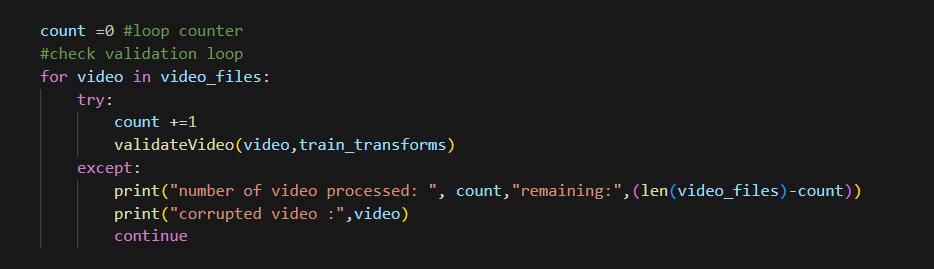 count =0 #loop counter
#check validation loop
for video in video_files:
    try:
        count +=1
        validateVideo(video,train_transforms)
    except:
        print("number of video processed: ", count,"remaining:",(len(video_files)-count))
        print("corrupted video :",video)
        continue